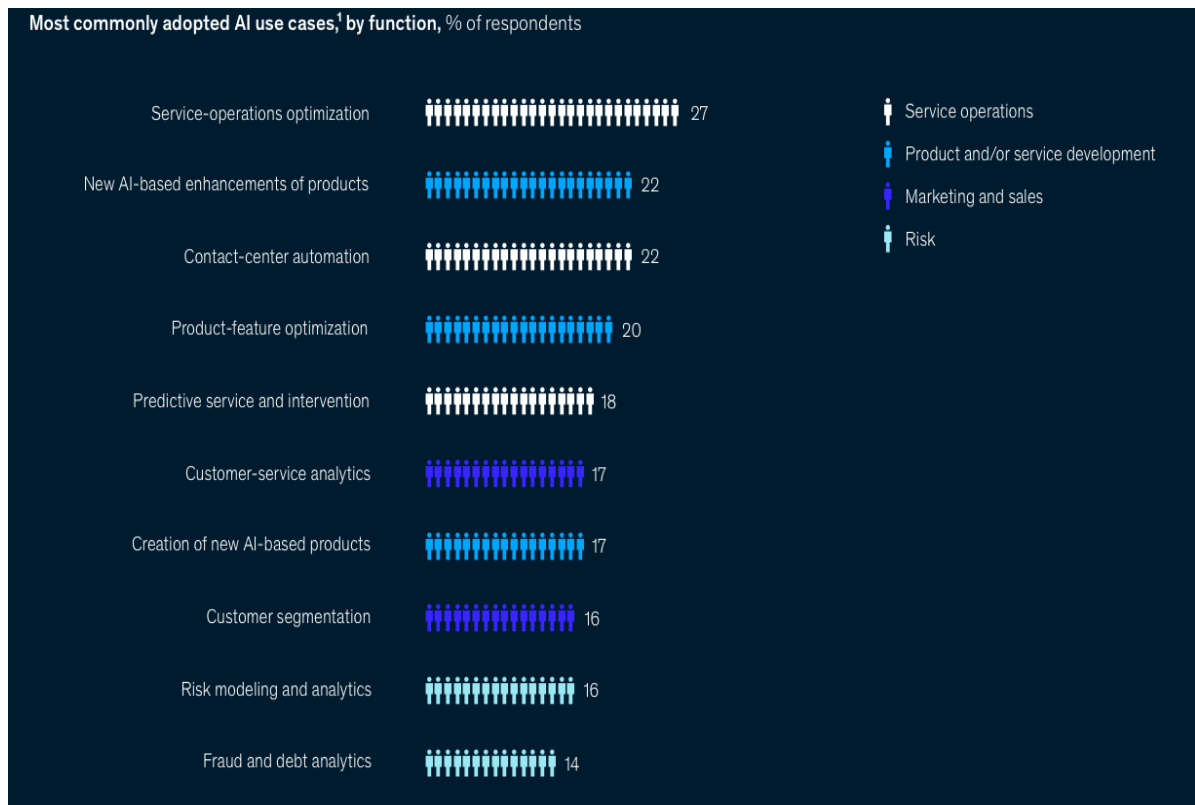 Most commonly adopted AI use cases,¹ by function, % of respondents
Service-operations optimization 27
New AI-based enhancements of products 22
Contact-center automation 22
Product-feature optimization 20
Predictive service and intervention 18
Customer-service analytics 17
Creation of new AI-based products 17
Customer segmentation 16
Risk modeling and analytics 16
Fraud and debt analytics 14
Service operations
Product and/or service development
Marketing and sales
Risk